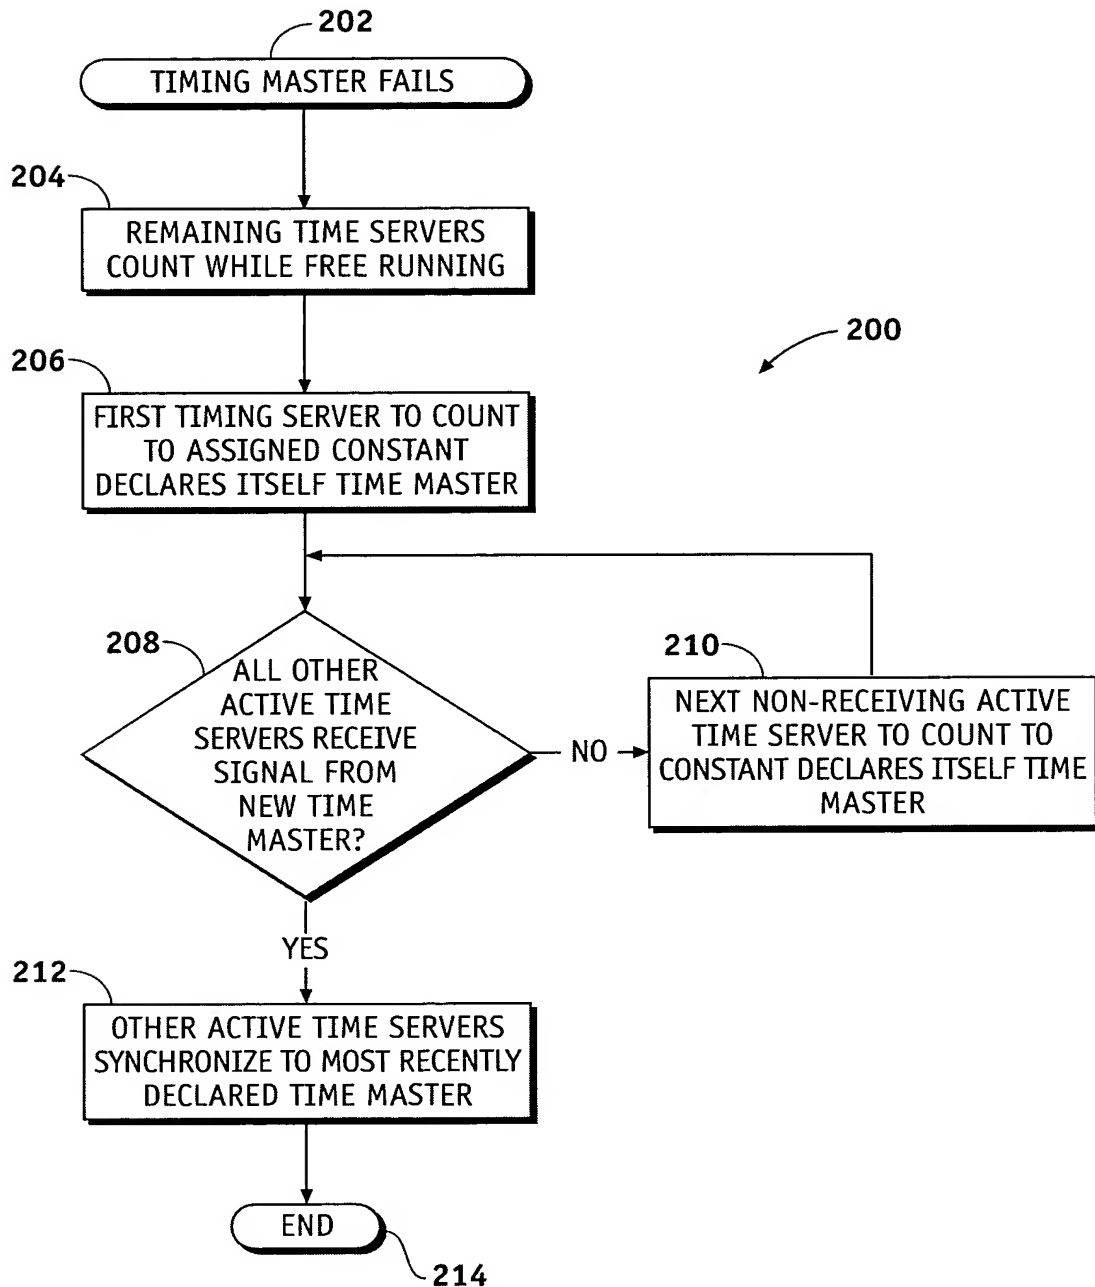 202
TIMING MASTER FAILS
204
REMAINING TIME SERVERS
COUNT WHILE FREE RUNNING
200
206
FIRST TIMING SERVER TO COUNT
TO ASSIGNED CONSTANT
DECLARES ITSELF TIME MASTER
208
ALL OTHER
ACTIVE TIME
SERVERS RECEIVE
SIGNAL FROM
NEW TIME
MASTER?
NO
210
NEXT NON-RECEIVING ACTIVE
TIME SERVER TO COUNT TO
CONSTANT DECLARES ITSELF TIME
MASTER
YES
212
OTHER ACTIVE TIME SERVERS
SYNCHRONIZE TO MOST RECENTLY
DECLARED TIME MASTER
END
214